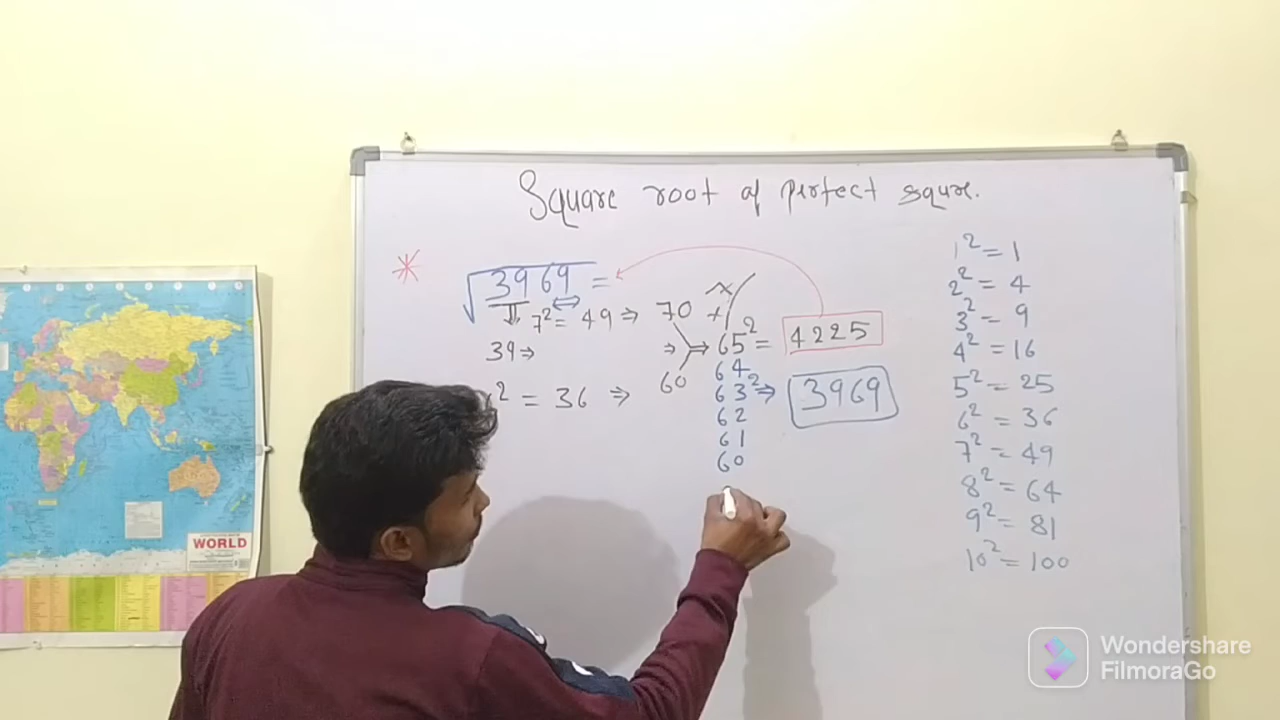 Square root of perfect squre.
√3969 =
7² = 49 ⇒ 70
39 ⇒
² = 36 ⇒ 60
⇒ 65² = 4225
64
63² ⇒ 3969
62
61
60
1² = 1
2² = 4
3² = 9
4² = 16
5² = 25
6² = 36
7² = 49
8² = 64
9² = 81
10² = 100
WORLD
Wondershare
FilmoraGo